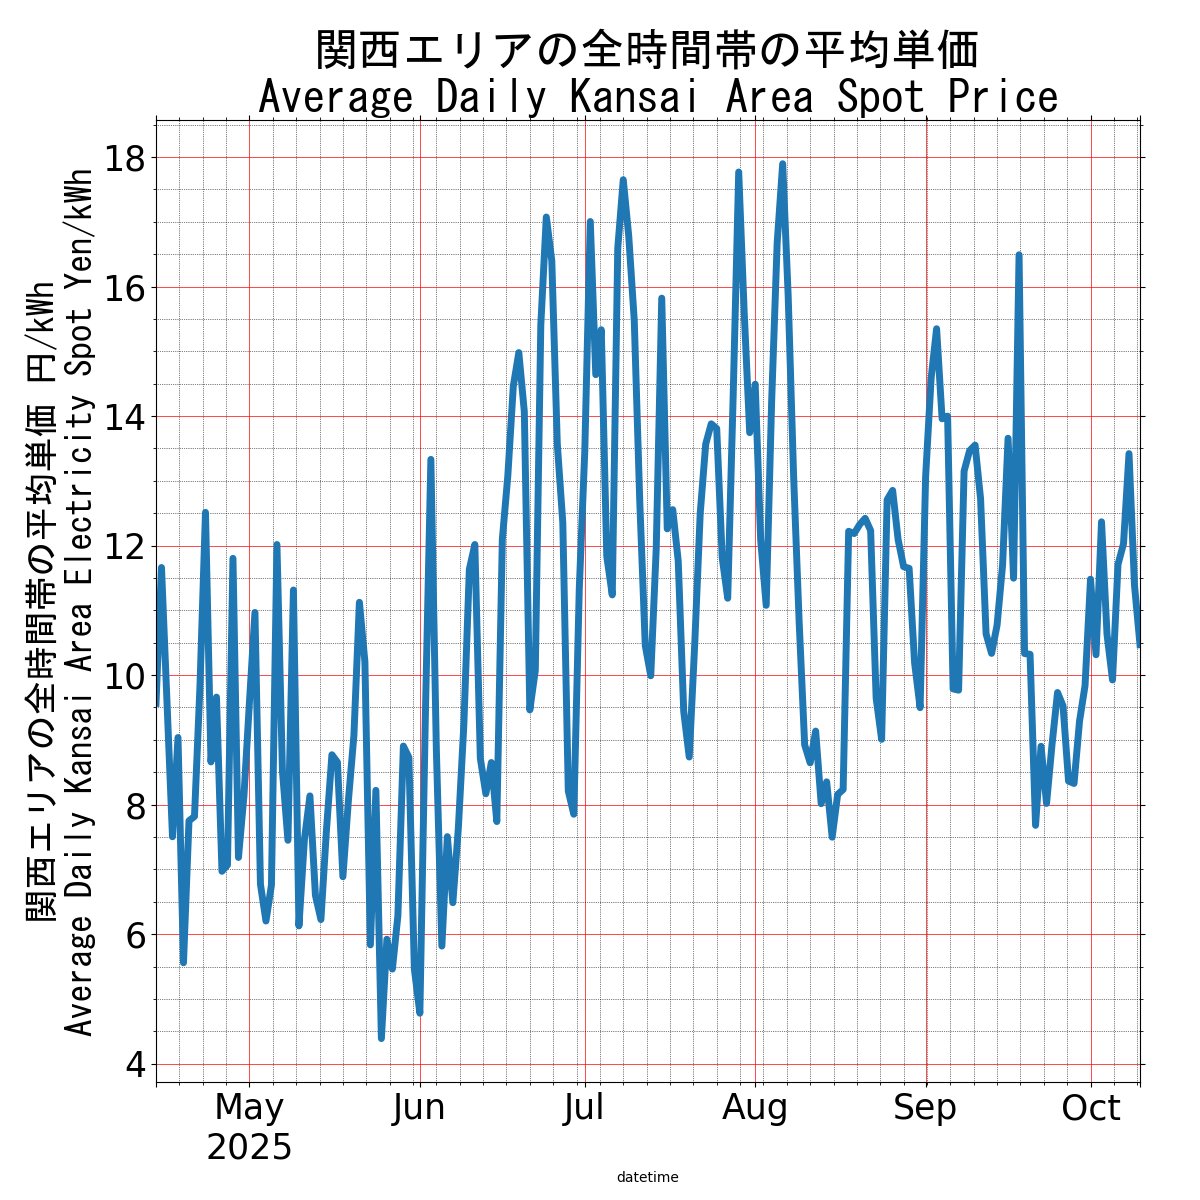 関西エリアの全時間帯の平均単価
Average Daily Kansai Area Spot Price
関西エリアの全時間帯の平均単価 円/kWh
Average Daily Kansai Area Electricity Spot Yen/kWh
18
16
14
12
10
8
6
4
May
2025
Jun
Jul
Aug
Sep
Oct
datetime